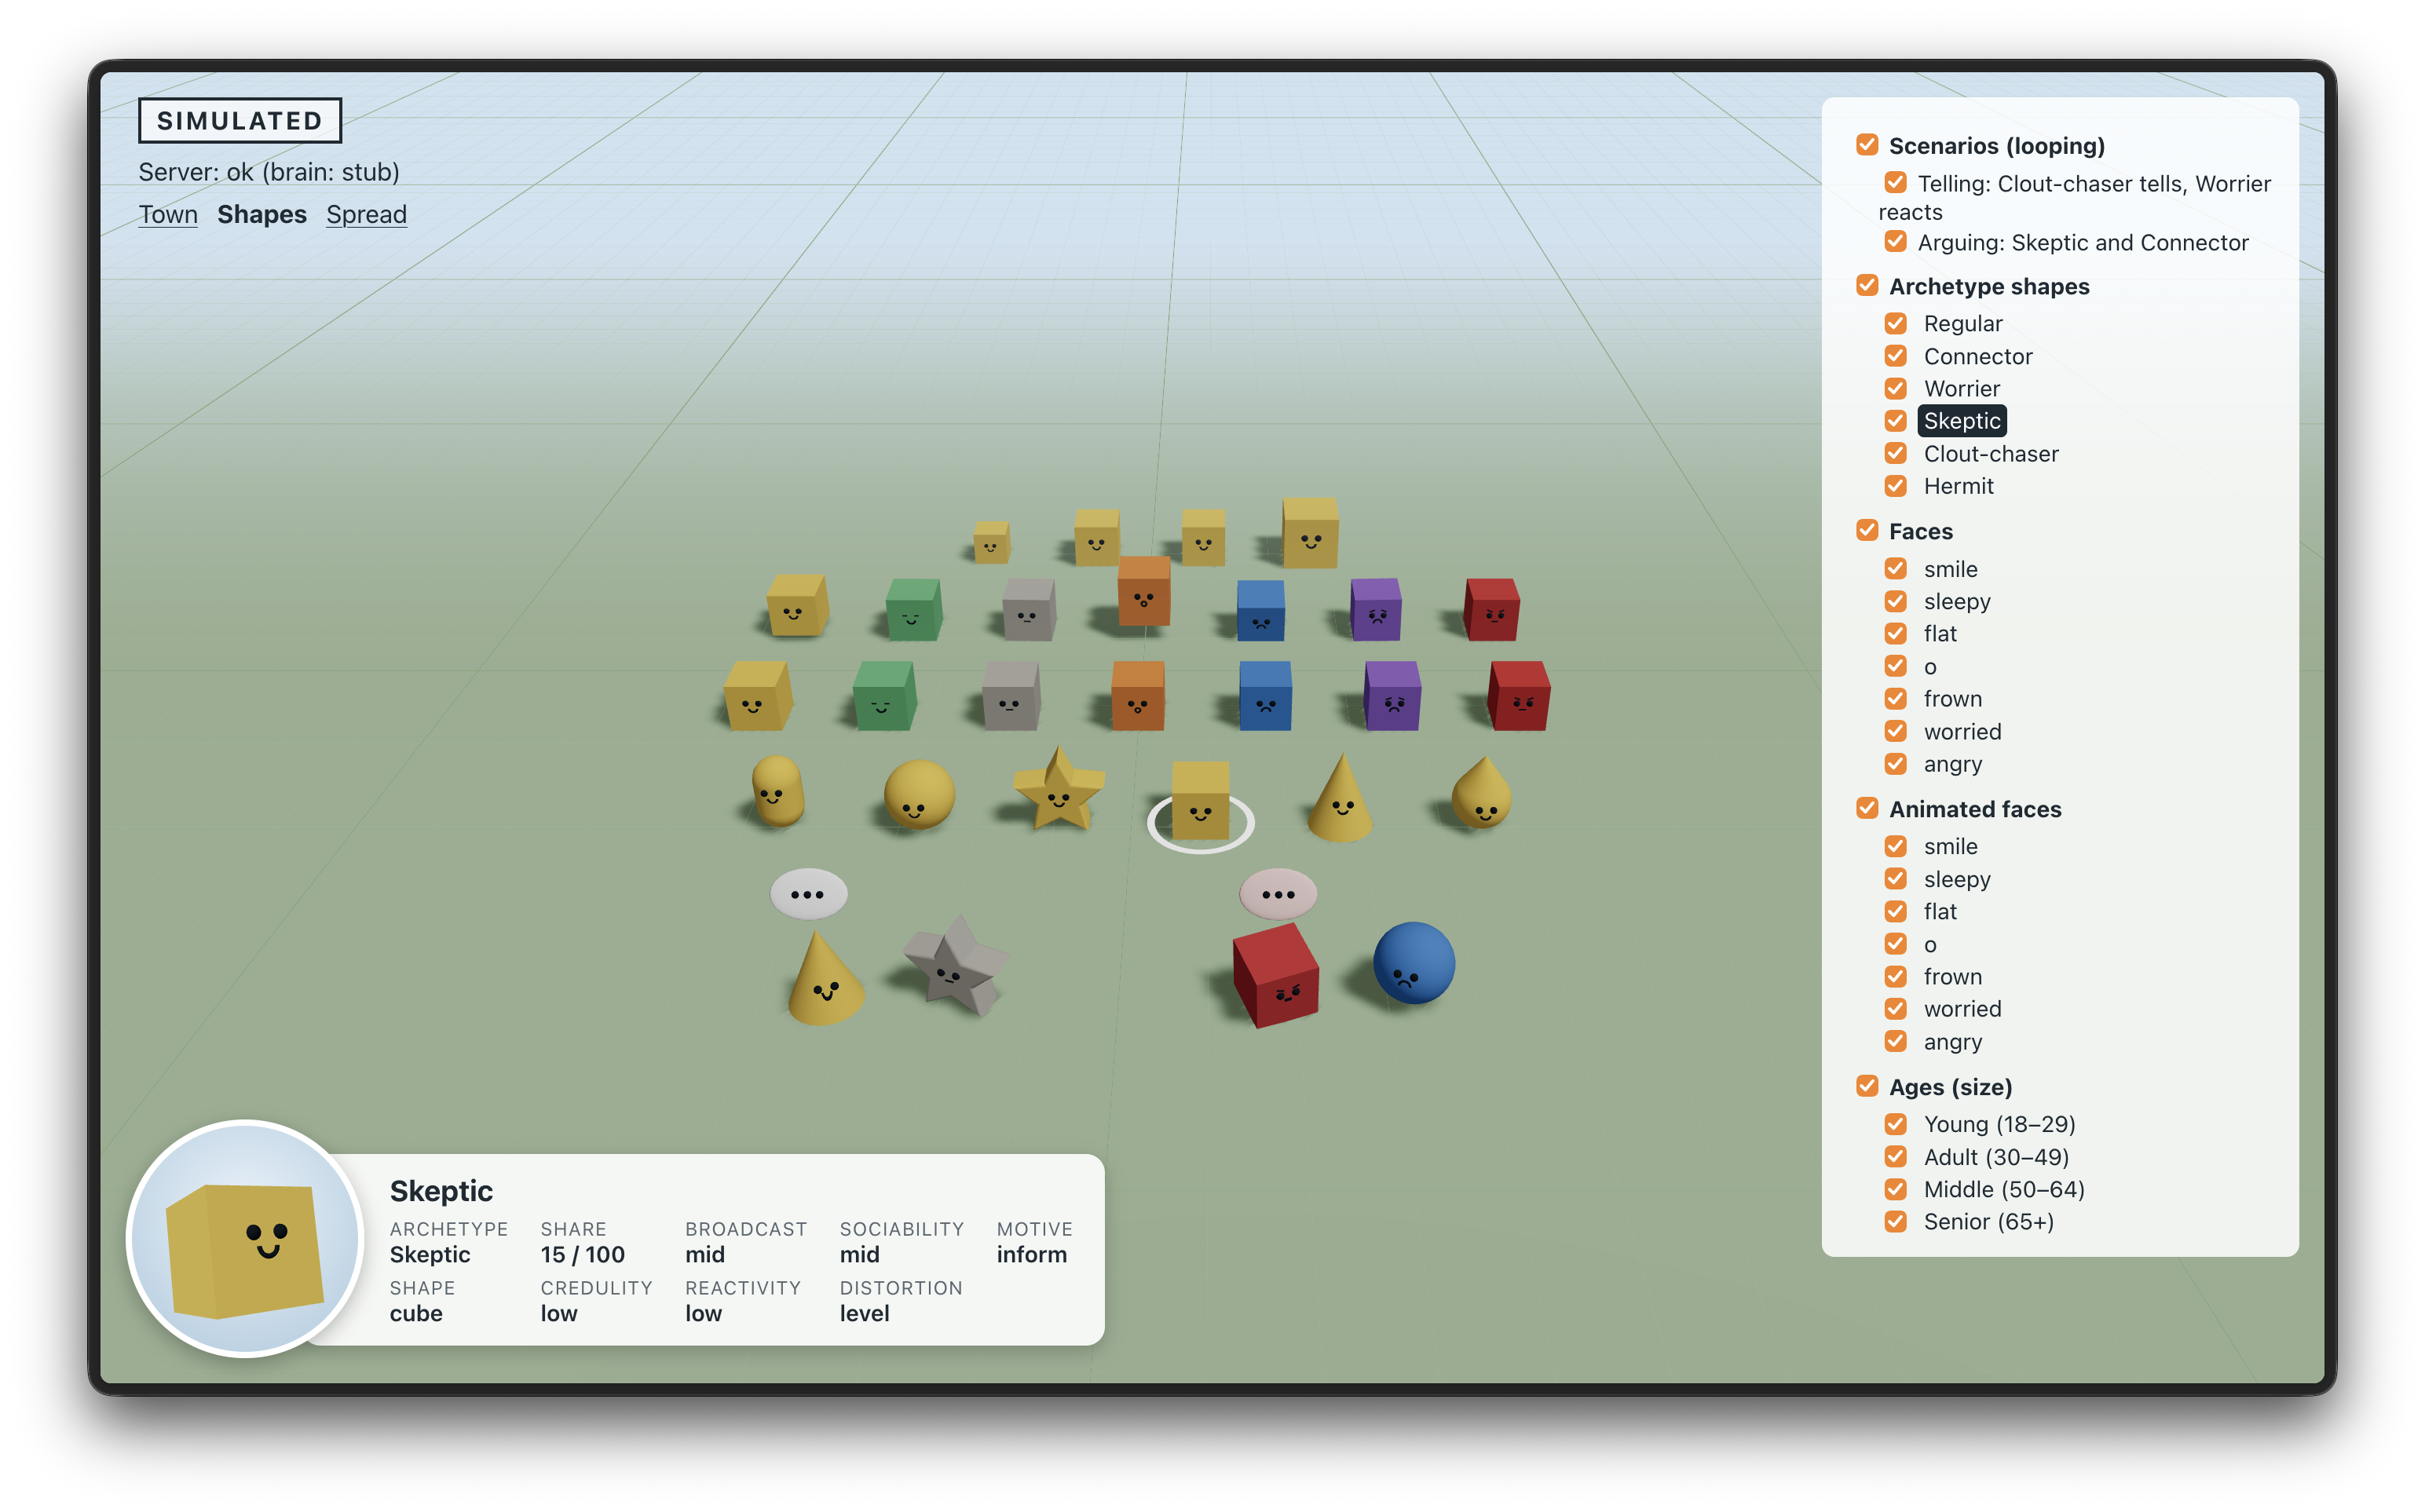 SIMULATED
Server: ok (brain: stub)
Town Shapes Spread
Scenarios (looping)
Telling: Clout-chaser tells, Worrier
reacts
Arguing: Skeptic and Connector
Archetype shapes
Regular
Connector
Worrier
Skeptic
Clout-chaser
Hermit
Faces
smile
sleepy
flat
o
frown
worried
angry
Animated faces
smile
sleepy
flat
o
frown
worried
angry
Ages (size)
Young (18–29)
Adult (30–49)
Middle (50–64)
Senior (65+)
Skeptic
ARCHETYPE SHARE BROADCAST SOCIABILITY MOTIVE
Skeptic 15 / 100 mid mid inform
SHAPE CREDULITY REACTIVITY DISTORTION
cube low low level